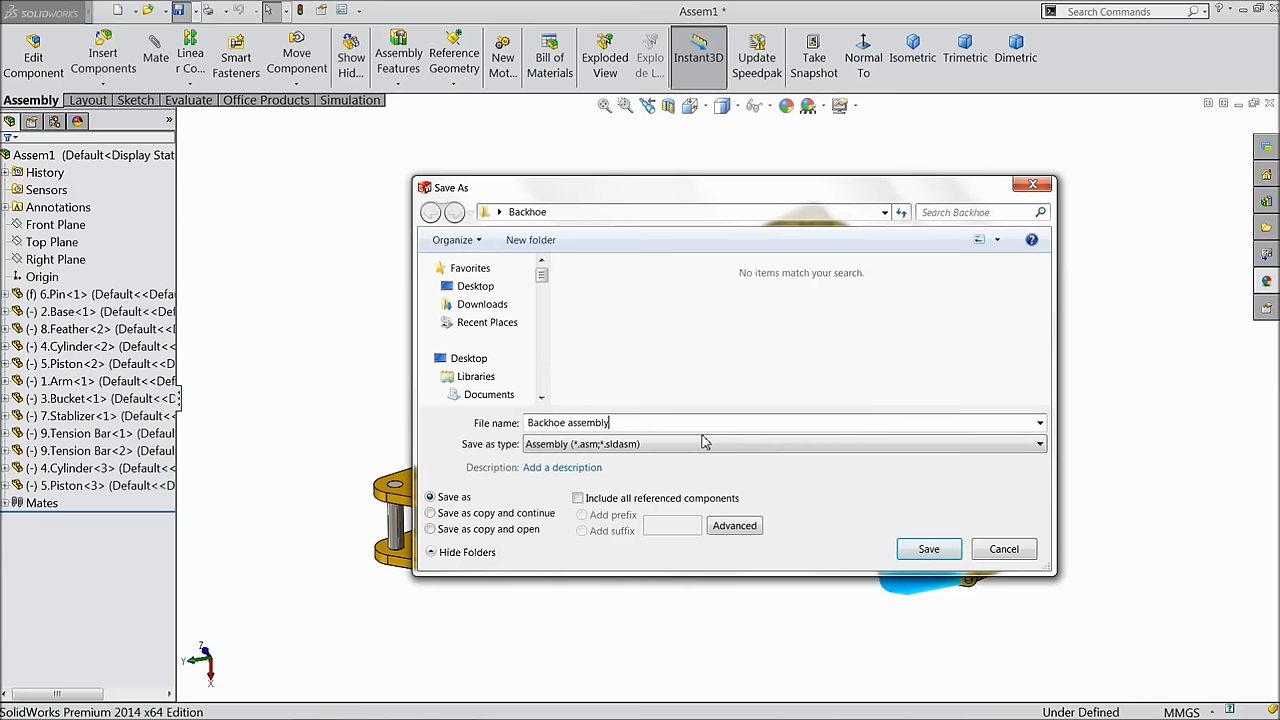 SOLIDWORKS
Assem1 *
Search Commands
Edit Component
Insert Components
Mate
Linea r Co...
Smart Fasteners
Move Component
Show Hid...
Assembly Features
Reference Geometry
New Mot...
Bill of Materials
Exploded View
Explo de L...
Instant3D
Update Speedpak
Take Snapshot
Normal To
Isometric
Trimetric
Dimetric
Assembly
Layout
Sketch
Evaluate
Office Products
Simulation
Assem1 (Default<Display Stat
History
Sensors
Annotations
Front Plane
Top Plane
Right Plane
Origin
(f) 6.Pin<1> (Default<<Defa
(-) 2.Base<1> (Default<<Def
(-) 8.Feather<2> (Default<<
(-) 4.Cylinder<2> (Default<
(-) 5.Piston<2> (Default<<D
(-) 1.Arm<1> (Default<<Def
(-) 3.Bucket<1> (Default<<D
(-) 7.Stablizer<1> (Default<
(-) 9.Tension Bar<1> (Defau
(-) 9.Tension Bar<2> (Defau
(-) 4.Cylinder<3> (Default<
(-) 5.Piston<3> (Default<<D
Mates
Save As
Backhoe
Search Backhoe
Organize
New folder
Favorites
Desktop
Downloads
Recent Places
Desktop
Libraries
Documents
No items match your search.
File name: Backhoe assembly
Save as type: Assembly (*.asm;*.sldasm)
Description: Add a description
Save as
Save as copy and continue
Save as copy and open
Include all referenced components
Add prefix
Add suffix
Advanced
Hide Folders
Save
Cancel
Z
Y
X
SolidWorks Premium 2014 x64 Edition
Under Defined
MMGS